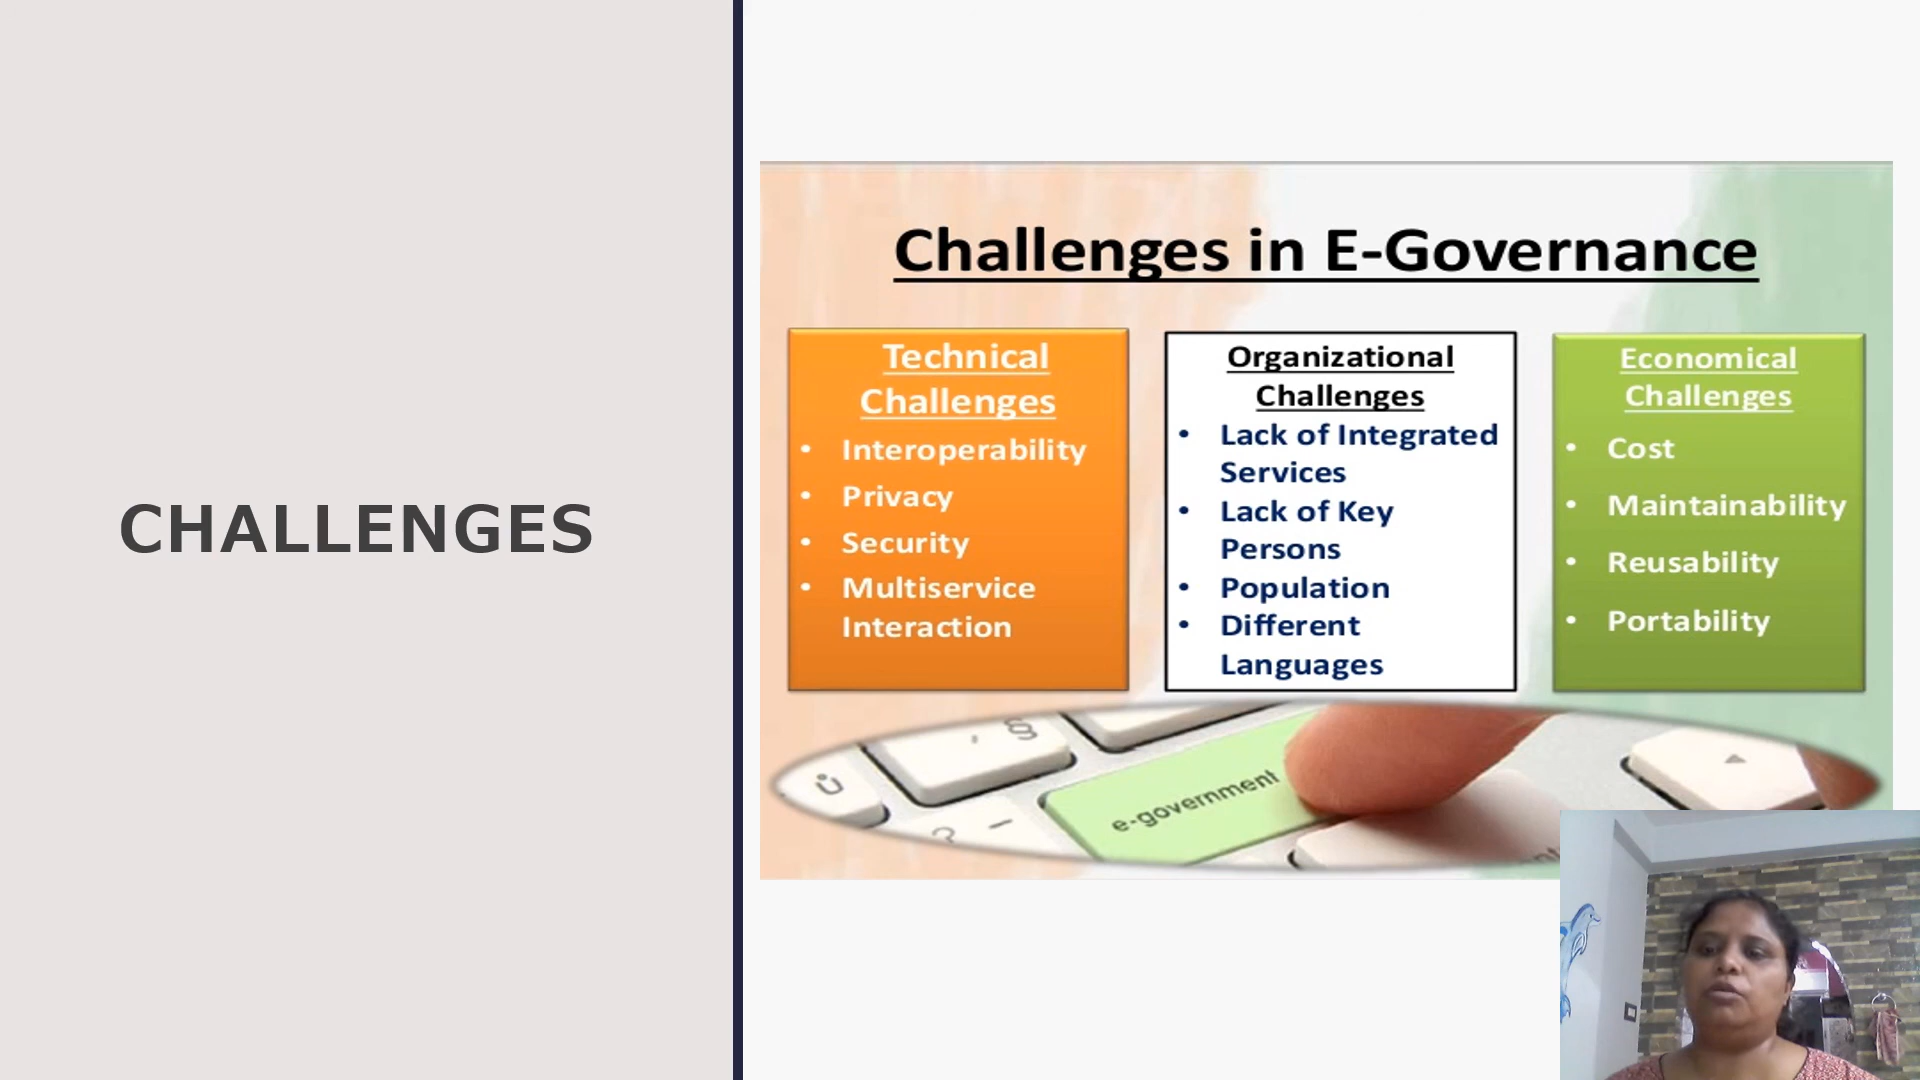 CHALLENGES
Challenges in E-Governance
Technical
Challenges
• Interoperability
• Privacy
• Security
• Multiservice
Interaction
Organizational
Challenges
• Lack of Integrated
Services
• Lack of Key
Persons
• Population
• Different
Languages
Economical
Challenges
• Cost
• Maintainability
• Reusability
• Portability
§
'
Ü
?
e-government